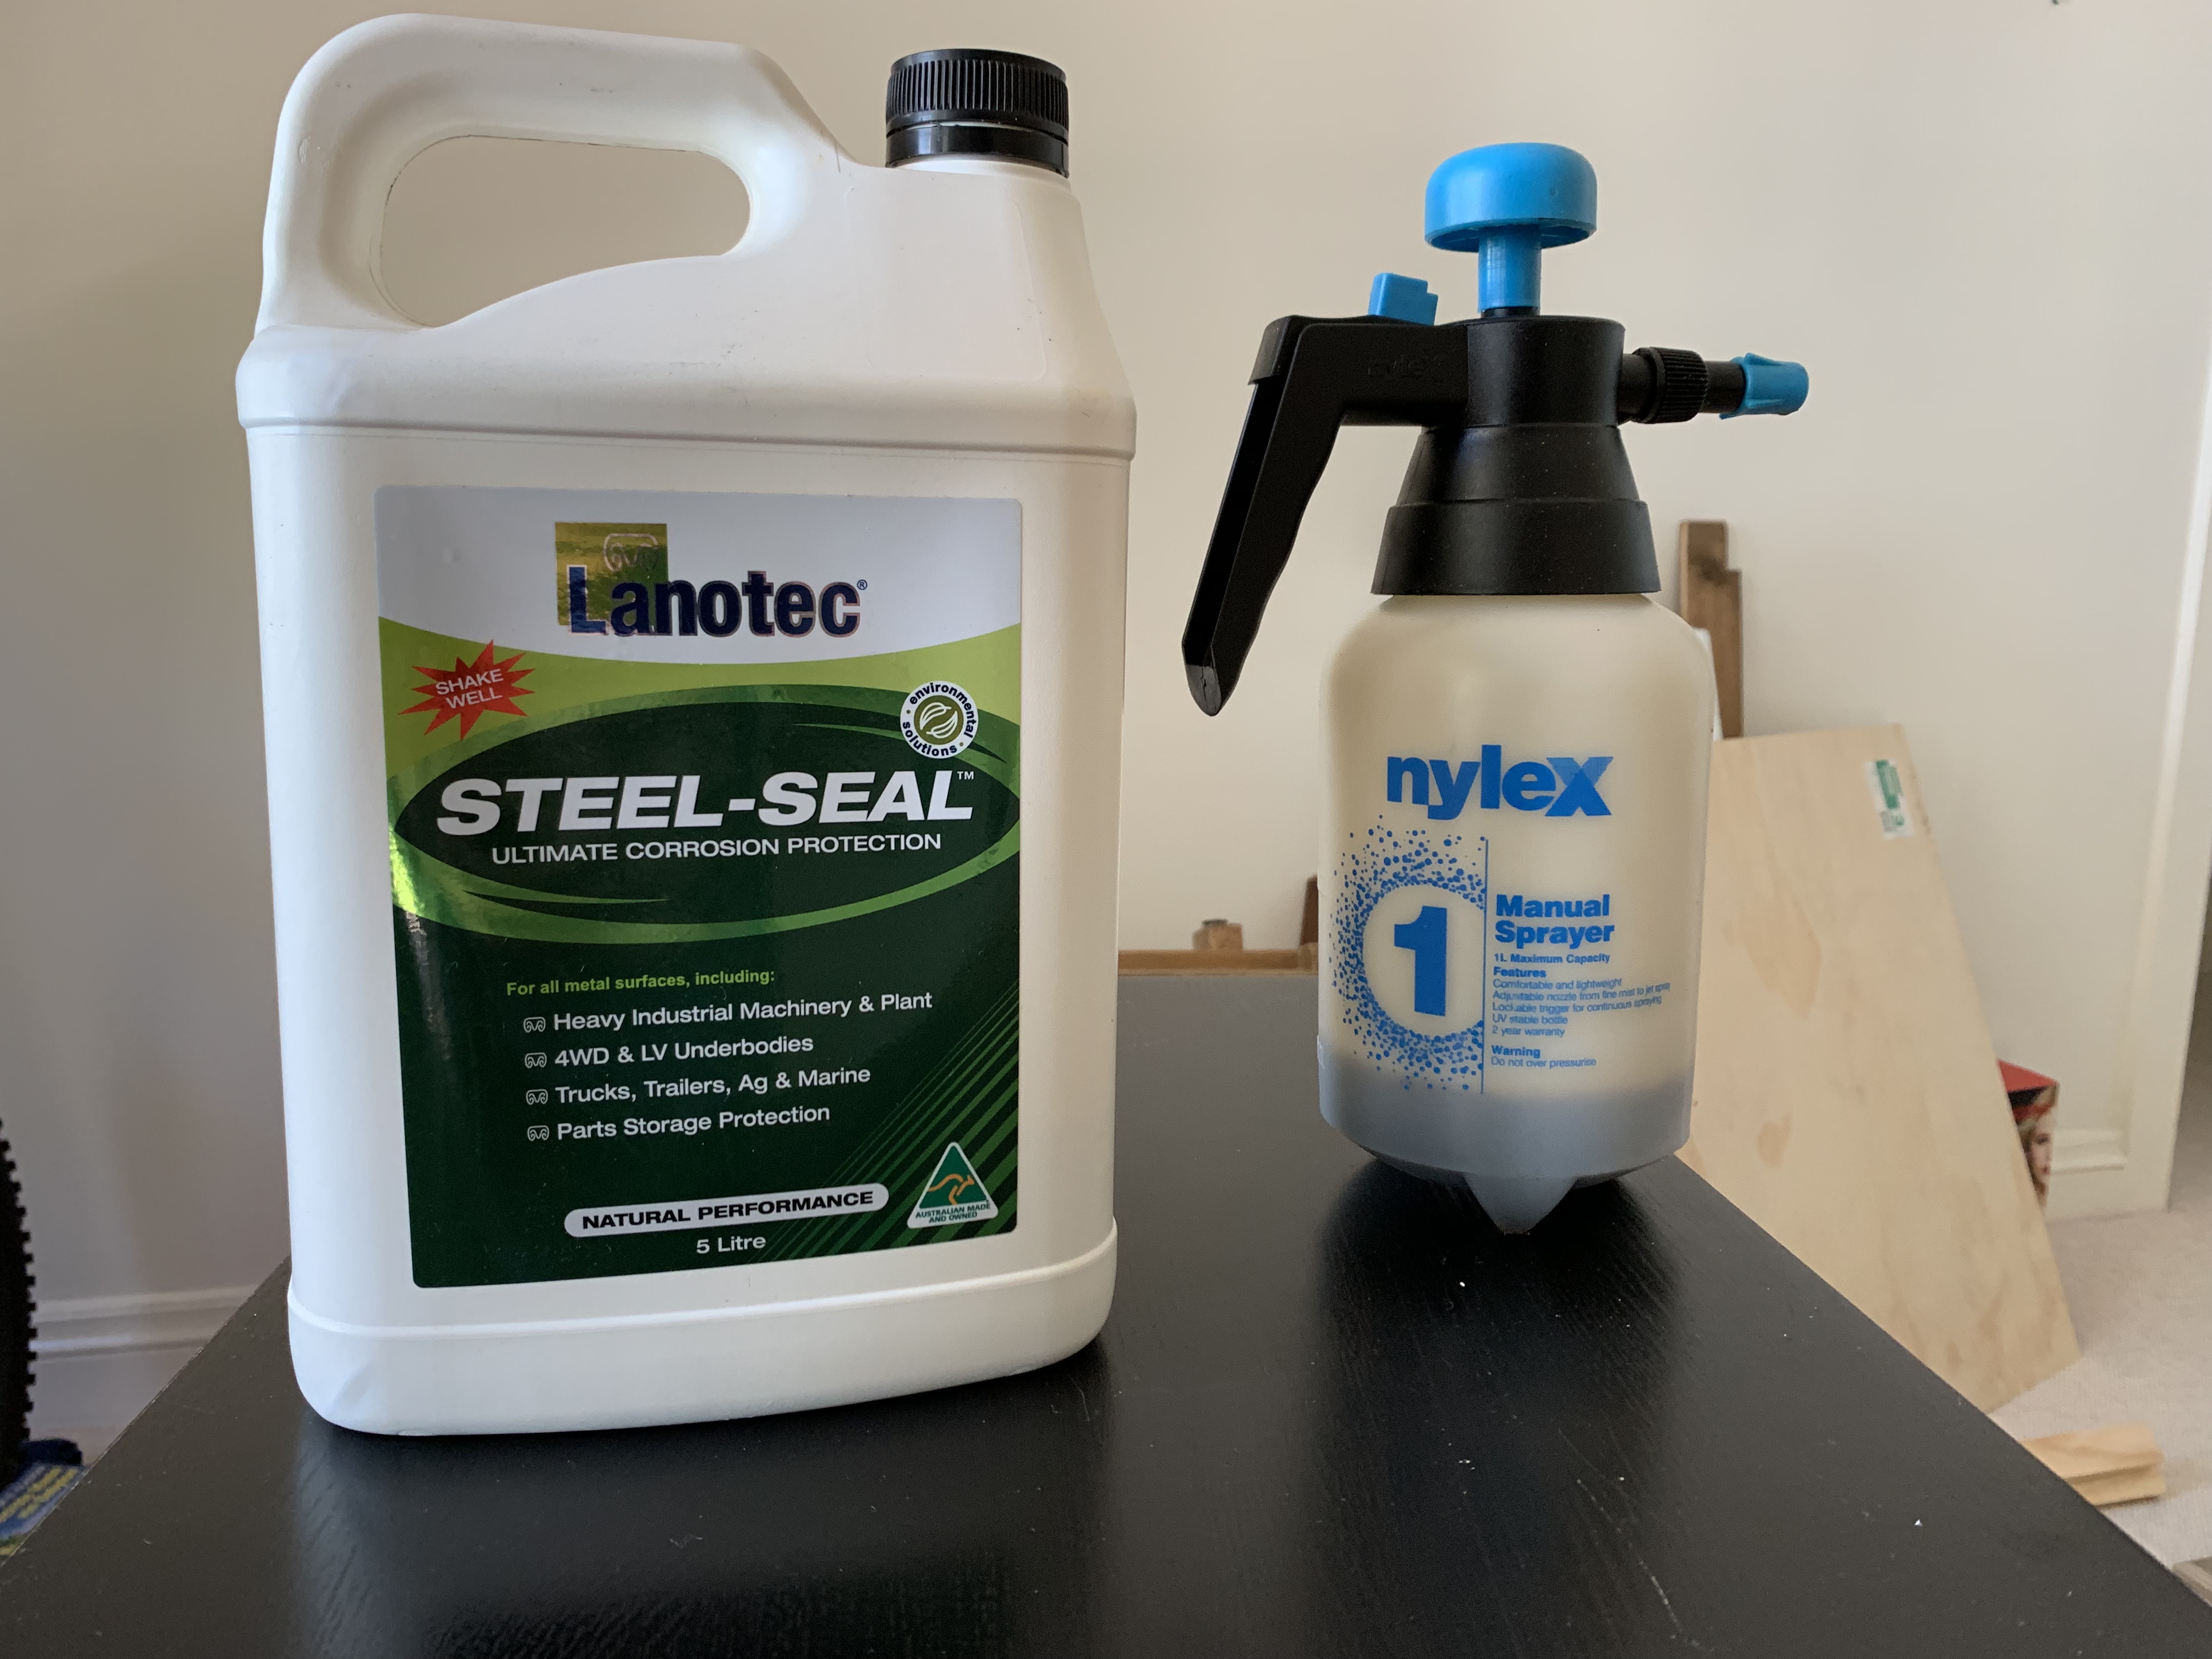 Lanotec®
SHAKE
WELL
environmental
solutions
STEEL-SEAL™
ULTIMATE CORROSION PROTECTION
For all metal surfaces, including:
Heavy Industrial Machinery & Plant
4WD & LV Underbodies
Trucks, Trailers, Ag & Marine
Parts Storage Protection
NATURAL PERFORMANCE
5 Litre
AUSTRALIAN MADE
AND OWNED
nylex
nylex
1
Manual
Sprayer
1L Maximum Capacity
Features
Comfortable and lightweight
Adjustable nozzle from fine mist to jet spray
Lockable trigger for continuous spraying
UV stable bottle
2 year warranty
Warning
Do not over pressurise